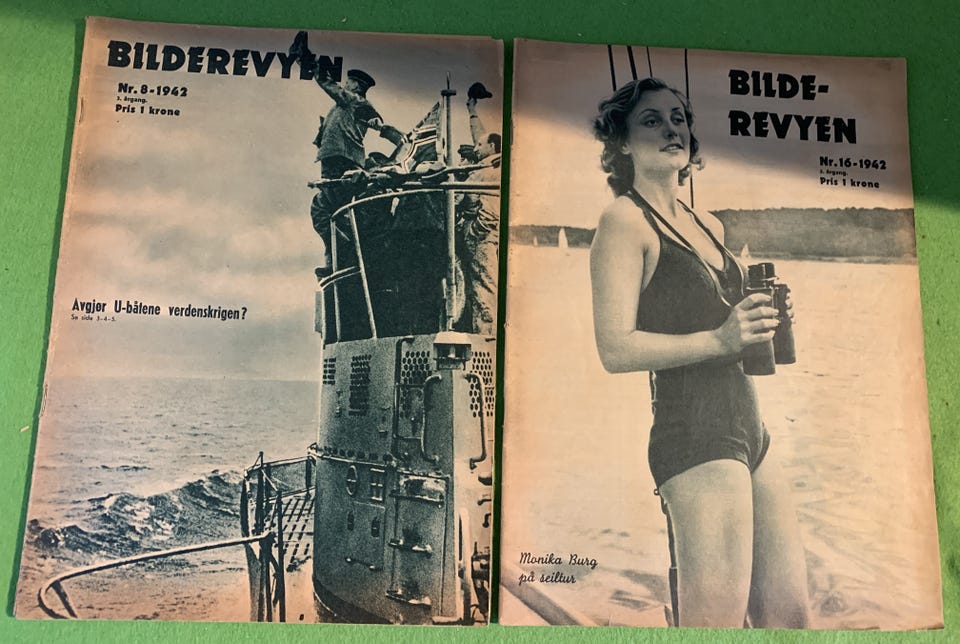 BILDEREVYEN
Nr. 8 - 1942
3. årgang.
Pris 1 krone
Avgjør U-båtene verdenskrigen?
Se side 3-4-5.
BILDE-
REVYEN
Nr. 16 - 1942
3. årgang.
Pris 1 krone
Monika Burg
på seiltur